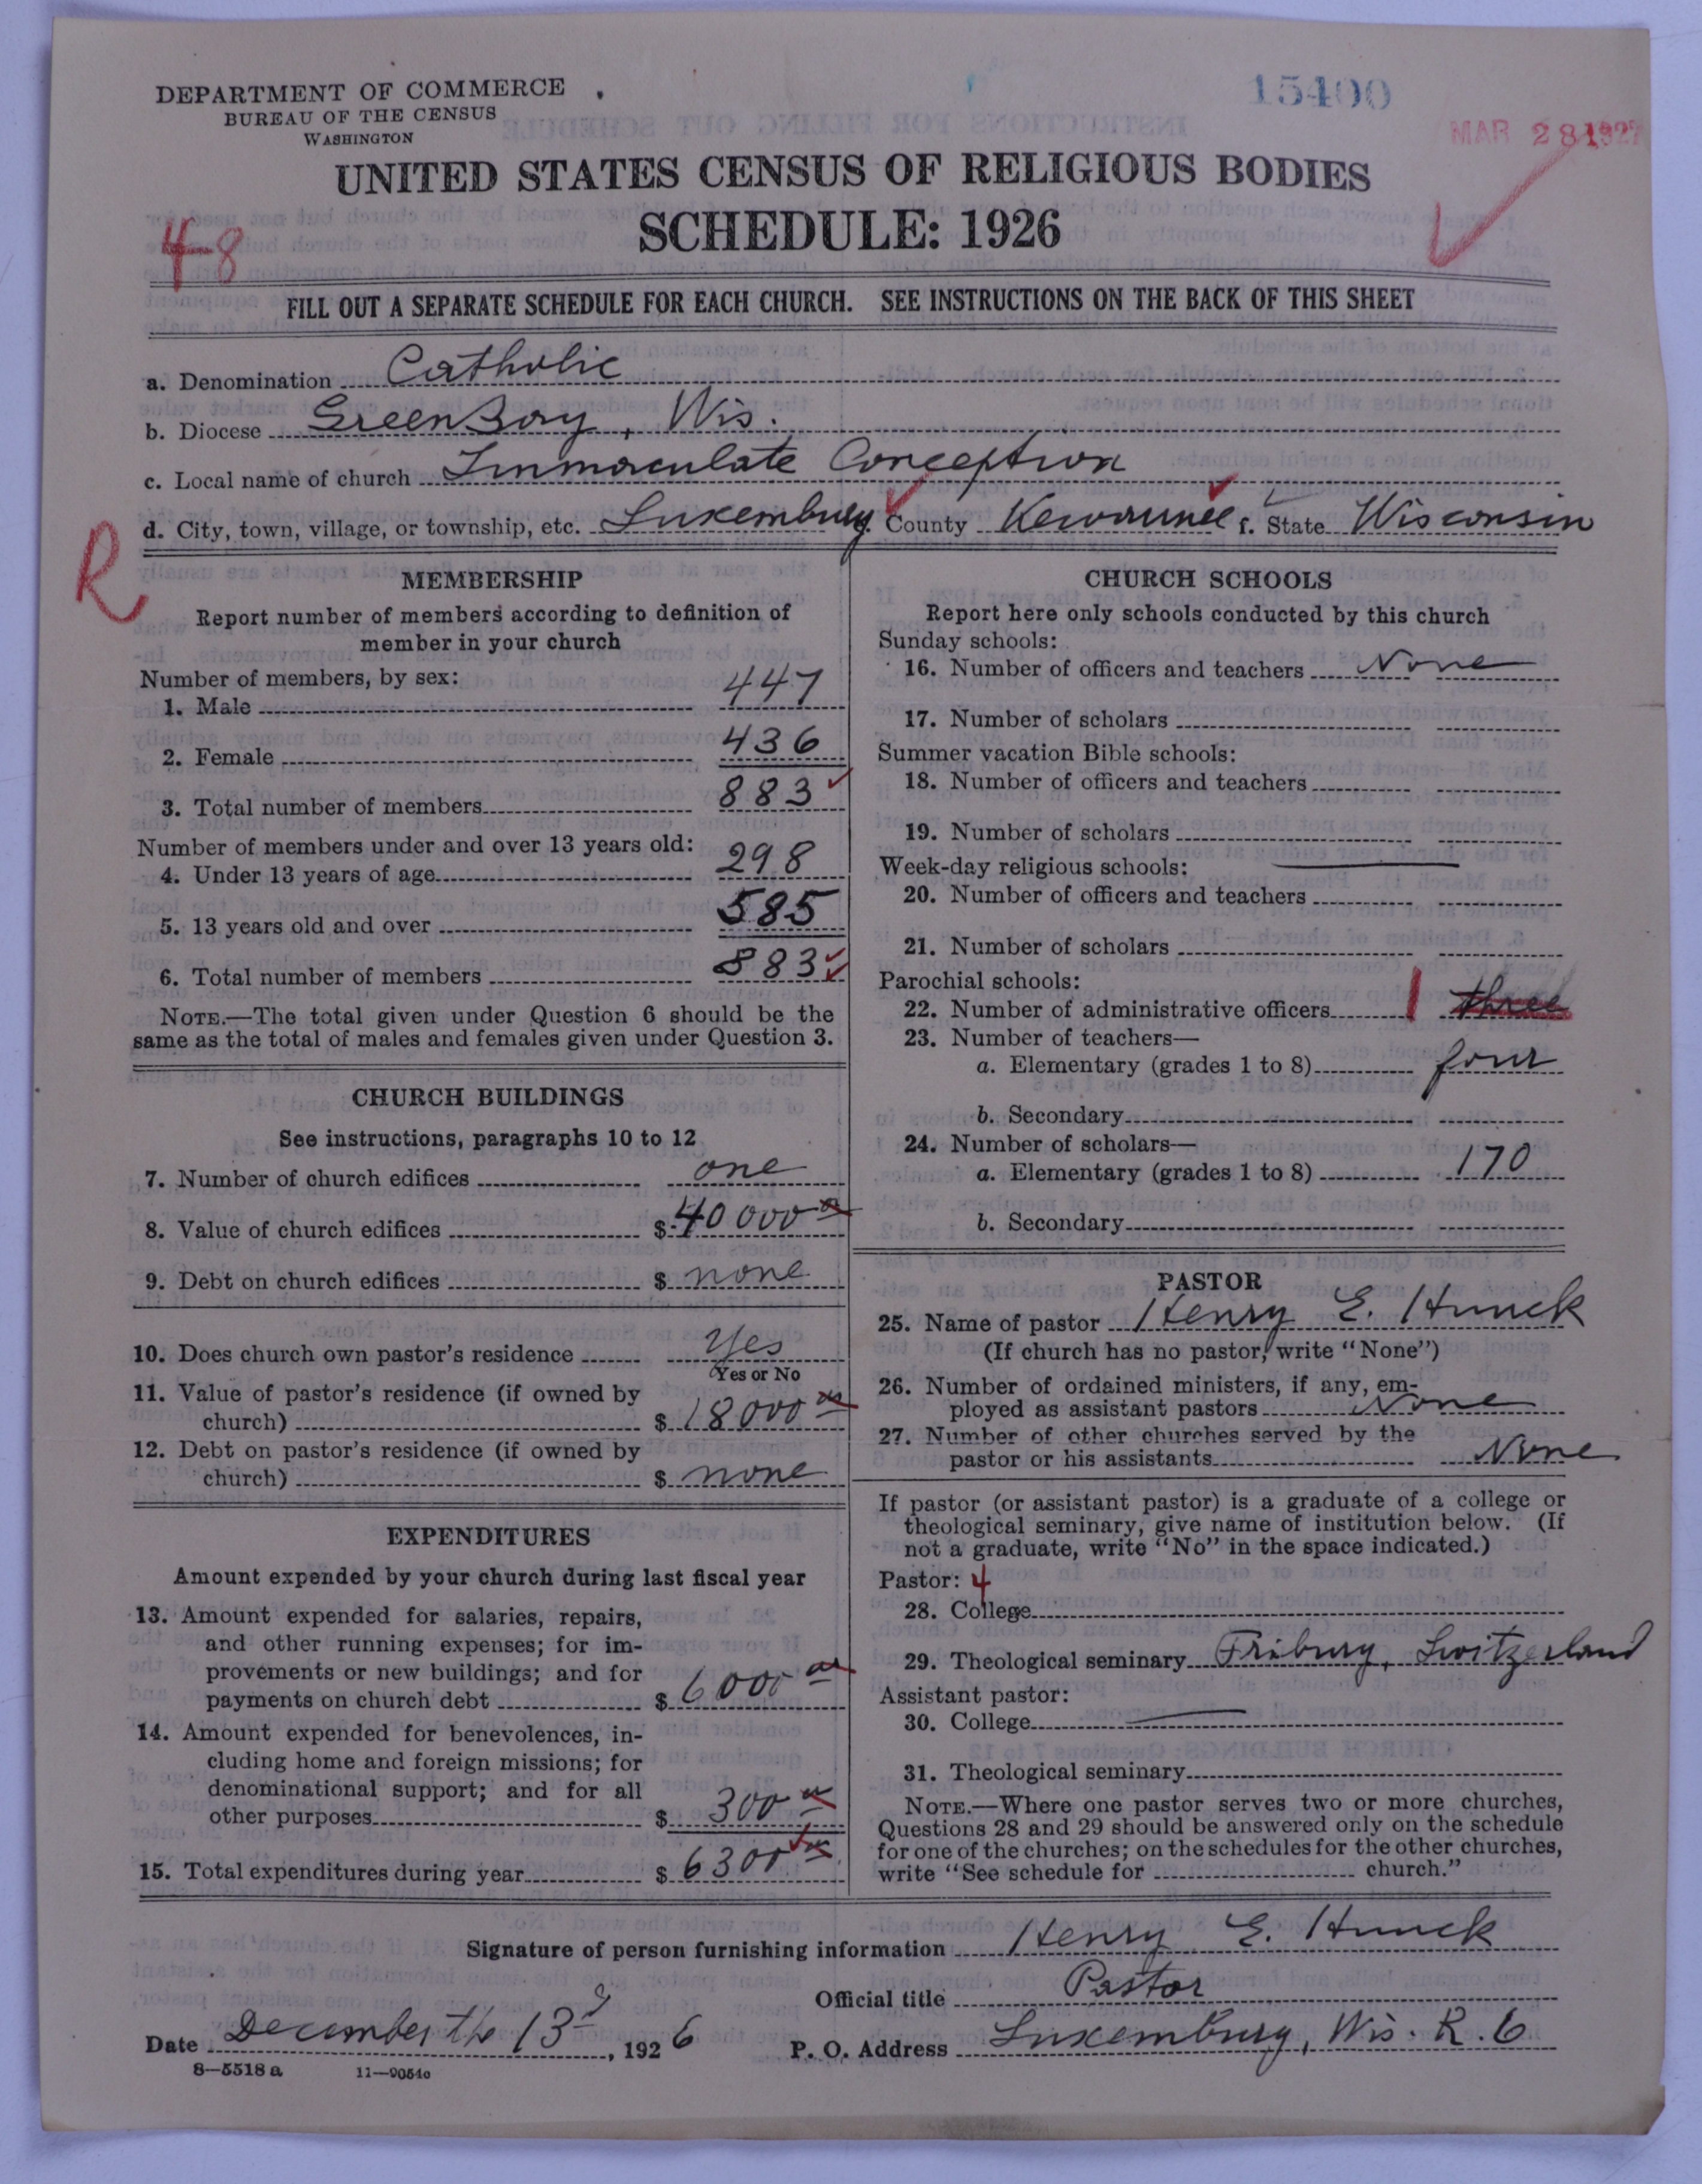 DEPARTMENT OF COMMERCE
BUREAU OF THE CENSUS
WASHINGTON
15400
MAR 28 1927
UNITED STATES CENSUS OF RELIGIOUS BODIES
SCHEDULE: 1926
4-8
FILL OUT A SEPARATE SCHEDULE FOR EACH CHURCH. SEE INSTRUCTIONS ON THE BACK OF THIS SHEET
a. Denomination Catholic
b. Diocese Green Bay, Wis.
c. Local name of church Immaculate Conception
d. City, town, village, or township, etc. Luxemburg County Kewaunee f. State Wisconsin
R
MEMBERSHIP
Report number of members according to definition of
member in your church
Number of members, by sex:
1. Male 447
2. Female 436
3. Total number of members 883
Number of members under and over 13 years old:
4. Under 13 years of age 298
5. 13 years old and over 585
6. Total number of members 883
NOTE.—The total given under Question 6 should be the
same as the total of males and females given under Question 3.
CHURCH BUILDINGS
See instructions, paragraphs 10 to 12
7. Number of church edifices one
8. Value of church edifices $ 40 000
9. Debt on church edifices $ none
10. Does church own pastor's residence yes
Yes or No
11. Value of pastor's residence (if owned by
church) $ 18 000
12. Debt on pastor's residence (if owned by
church) $ none
EXPENDITURES
Amount expended by your church during last fiscal year
13. Amount expended for salaries, repairs,
and other running expenses; for im-
provements or new buildings; and for
payments on church debt $ 6000
14. Amount expended for benevolences, in-
cluding home and foreign missions; for
denominational support; and for all
other purposes $ 300
15. Total expenditures during year $ 6300
CHURCH SCHOOLS
Report here only schools conducted by this church
Sunday schools:
16. Number of officers and teachers None
17. Number of scholars
Summer vacation Bible schools:
18. Number of officers and teachers
19. Number of scholars
Week-day religious schools:
20. Number of officers and teachers
21. Number of scholars
Parochial schools:
22. Number of administrative officers 1 three
23. Number of teachers—
a. Elementary (grades 1 to 8) four
b. Secondary
24. Number of scholars—
a. Elementary (grades 1 to 8) 170
b. Secondary
PASTOR
25. Name of pastor Henry E. Hunck
(If church has no pastor, write "None")
26. Number of ordained ministers, if any, em-
ployed as assistant pastors None
27. Number of other churches served by the
pastor or his assistants None
If pastor (or assistant pastor) is a graduate of a college or
theological seminary, give name of institution below. (If
not a graduate, write "No" in the space indicated.)
Pastor: 4
28. College
29. Theological seminary Friburg, Switzerland
Assistant pastor:
30. College
31. Theological seminary
NOTE.—Where one pastor serves two or more churches,
Questions 28 and 29 should be answered only on the schedule
for one of the churches; on the schedules for the other churches,
write "See schedule for church."
Signature of person furnishing information Henry E. Hunck
Official title Pastor
Date December the 13d, 1926 P. O. Address Luxemburg, Wis. R. 6
8—5518 a 11—9054o